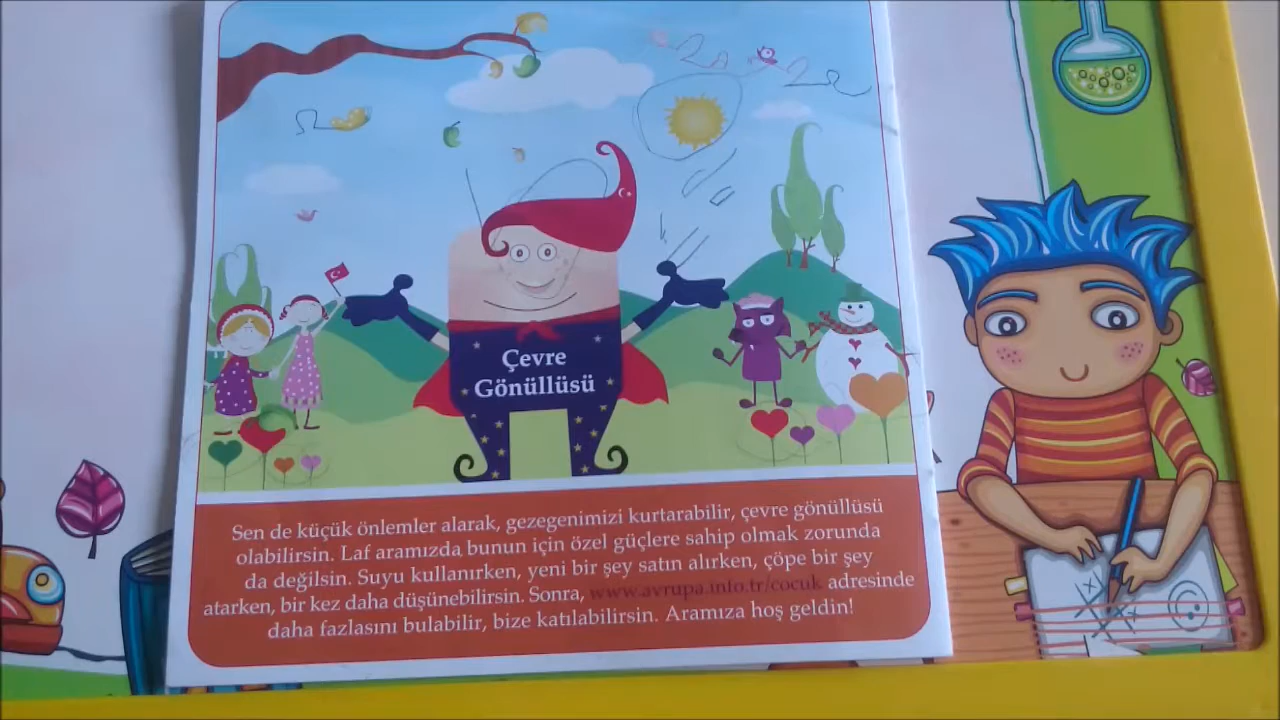 Çevre
Gönüllüsü
Sen de küçük önlemler alarak, gezegenimizi kurtarabilir, çevre gönüllüsü
olabilirsin. Laf aramızda bunun için özel güçlere sahip olmak zorunda
da değilsin. Suyu kullanırken, yeni bir şey satın alırken, çöpe bir şey
atarken, bir kez daha düşünebilirsin. Sonra, www.avrupa.info.tr/cocuk adresinde
daha fazlasını bulabilir, bize katılabilirsin. Aramıza hoş geldin!